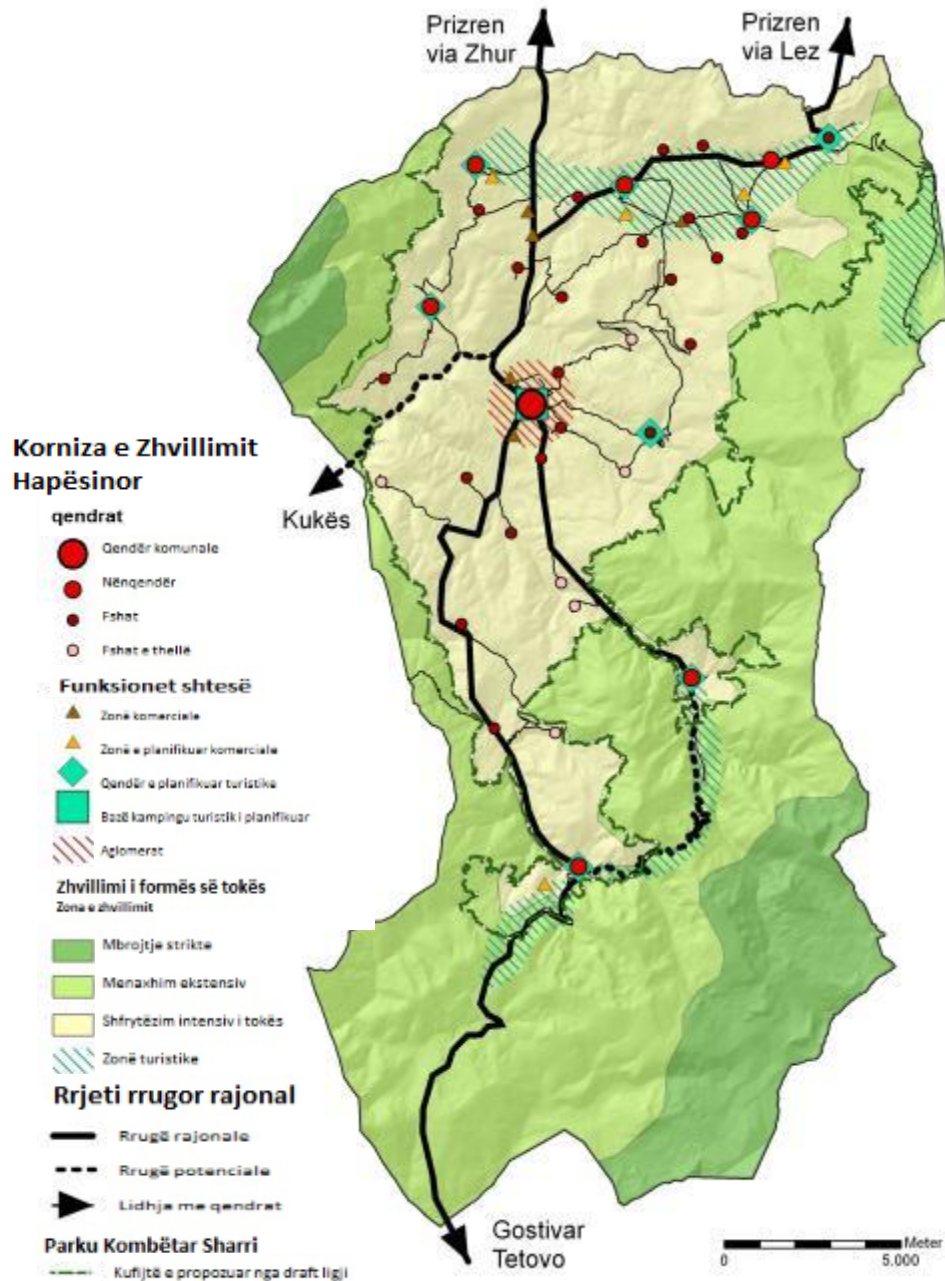 Prizren
via Zhur
Prizren
via Lez
Korniza e Zhvillimit
Hapësinor
Kukës
qendrat
Qendër komunale
Nënqendër
Fshat
Fshat e thellë
Funksionet shtesë
Zonë komerciale
Zonë e planifikuar komerciale
Qendër e planifikuar turistike
Bazë kampingu turistik i planifikuar
Aglomerat
Zhvillimi i formës së tokës
Zona e zhvillimit
Mbrojtje strikte
Menaxhim ekstensiv
Shfrytëzim intensiv i tokës
Zonë turistike
Rrjeti rrugor rajonal
Rrugë rajonale
Rrugë potenciale
Lidhja me qendrat
Parku Kombëtar Sharri
Kufijtë e propozuar nga draft ligji
Gostivar
Tetovo
Meter
0 5.000